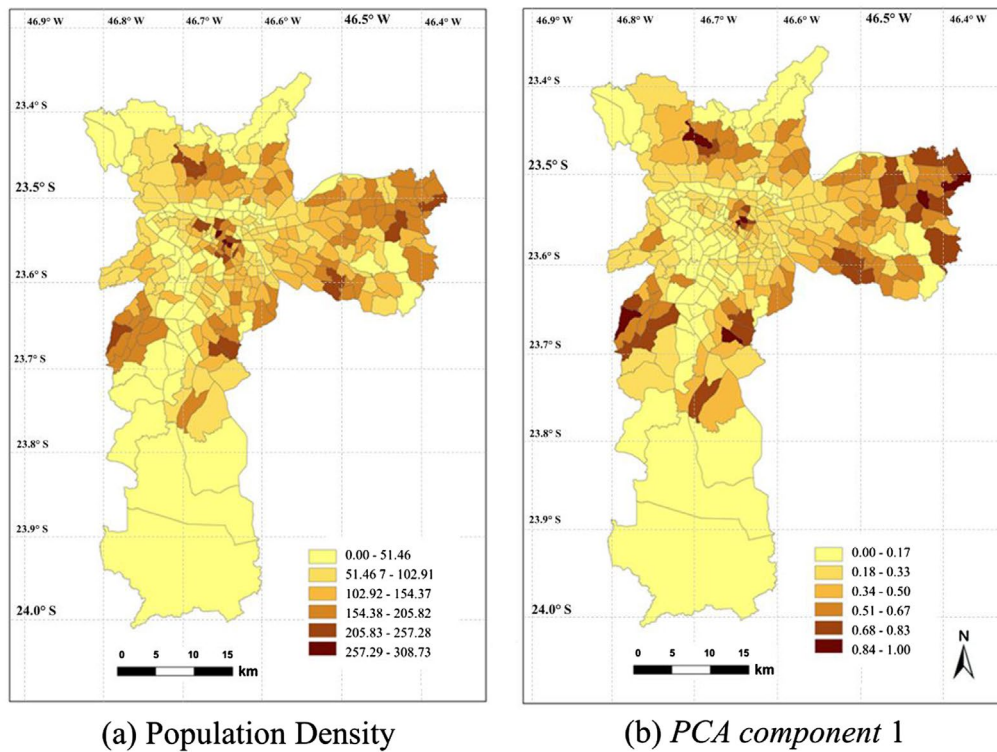 46.9° W 46.8° W 46.7° W 46.6° W 46.5° W 46.4° W
23.4° S
23.5° S
23.6° S
23.7° S
23.8° S
23.9° S
24.0° S
0.00 - 51.46
51.46 7 - 102.91
102.92 - 154.37
154.38 - 205.82
205.83 - 257.28
257.29 - 308.73
0 5 10 15
km
(a) Population Density
46.9° W 46.8° W 46.7° W 46.6° W 46.5° W 46.4° W
23.4° S
23.5° S
23.6° S
23.7° S
23.8° S
23.9° S
24.0° S
0.00 - 0.17
0.18 - 0.33
0.34 - 0.50
0.51 - 0.67
0.68 - 0.83
0.84 - 1.00
N
0 5 10 15
km
(b) PCA component 1